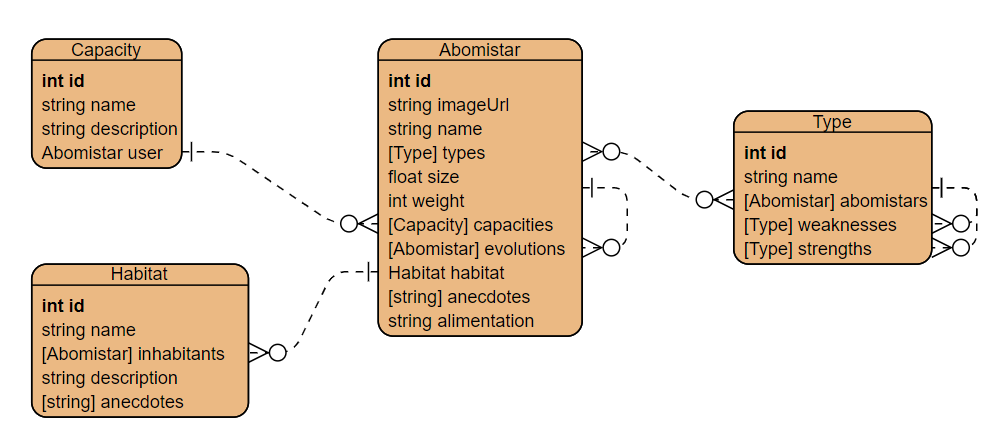 Capacity
int id
string name
string description
Abomistar user
Habitat
int id
string name
[Abomistar] inhabitants
string description
[string] anecdotes
Abomistar
int id
string imageUrl
string name
[Type] types
float size
int weight
[Capacity] capacities
[Abomistar] evolutions
Habitat habitat
[string] anecdotes
string alimentation
Type
int id
string name
[Abomistar] abomistars
[Type] weaknesses
[Type] strengths